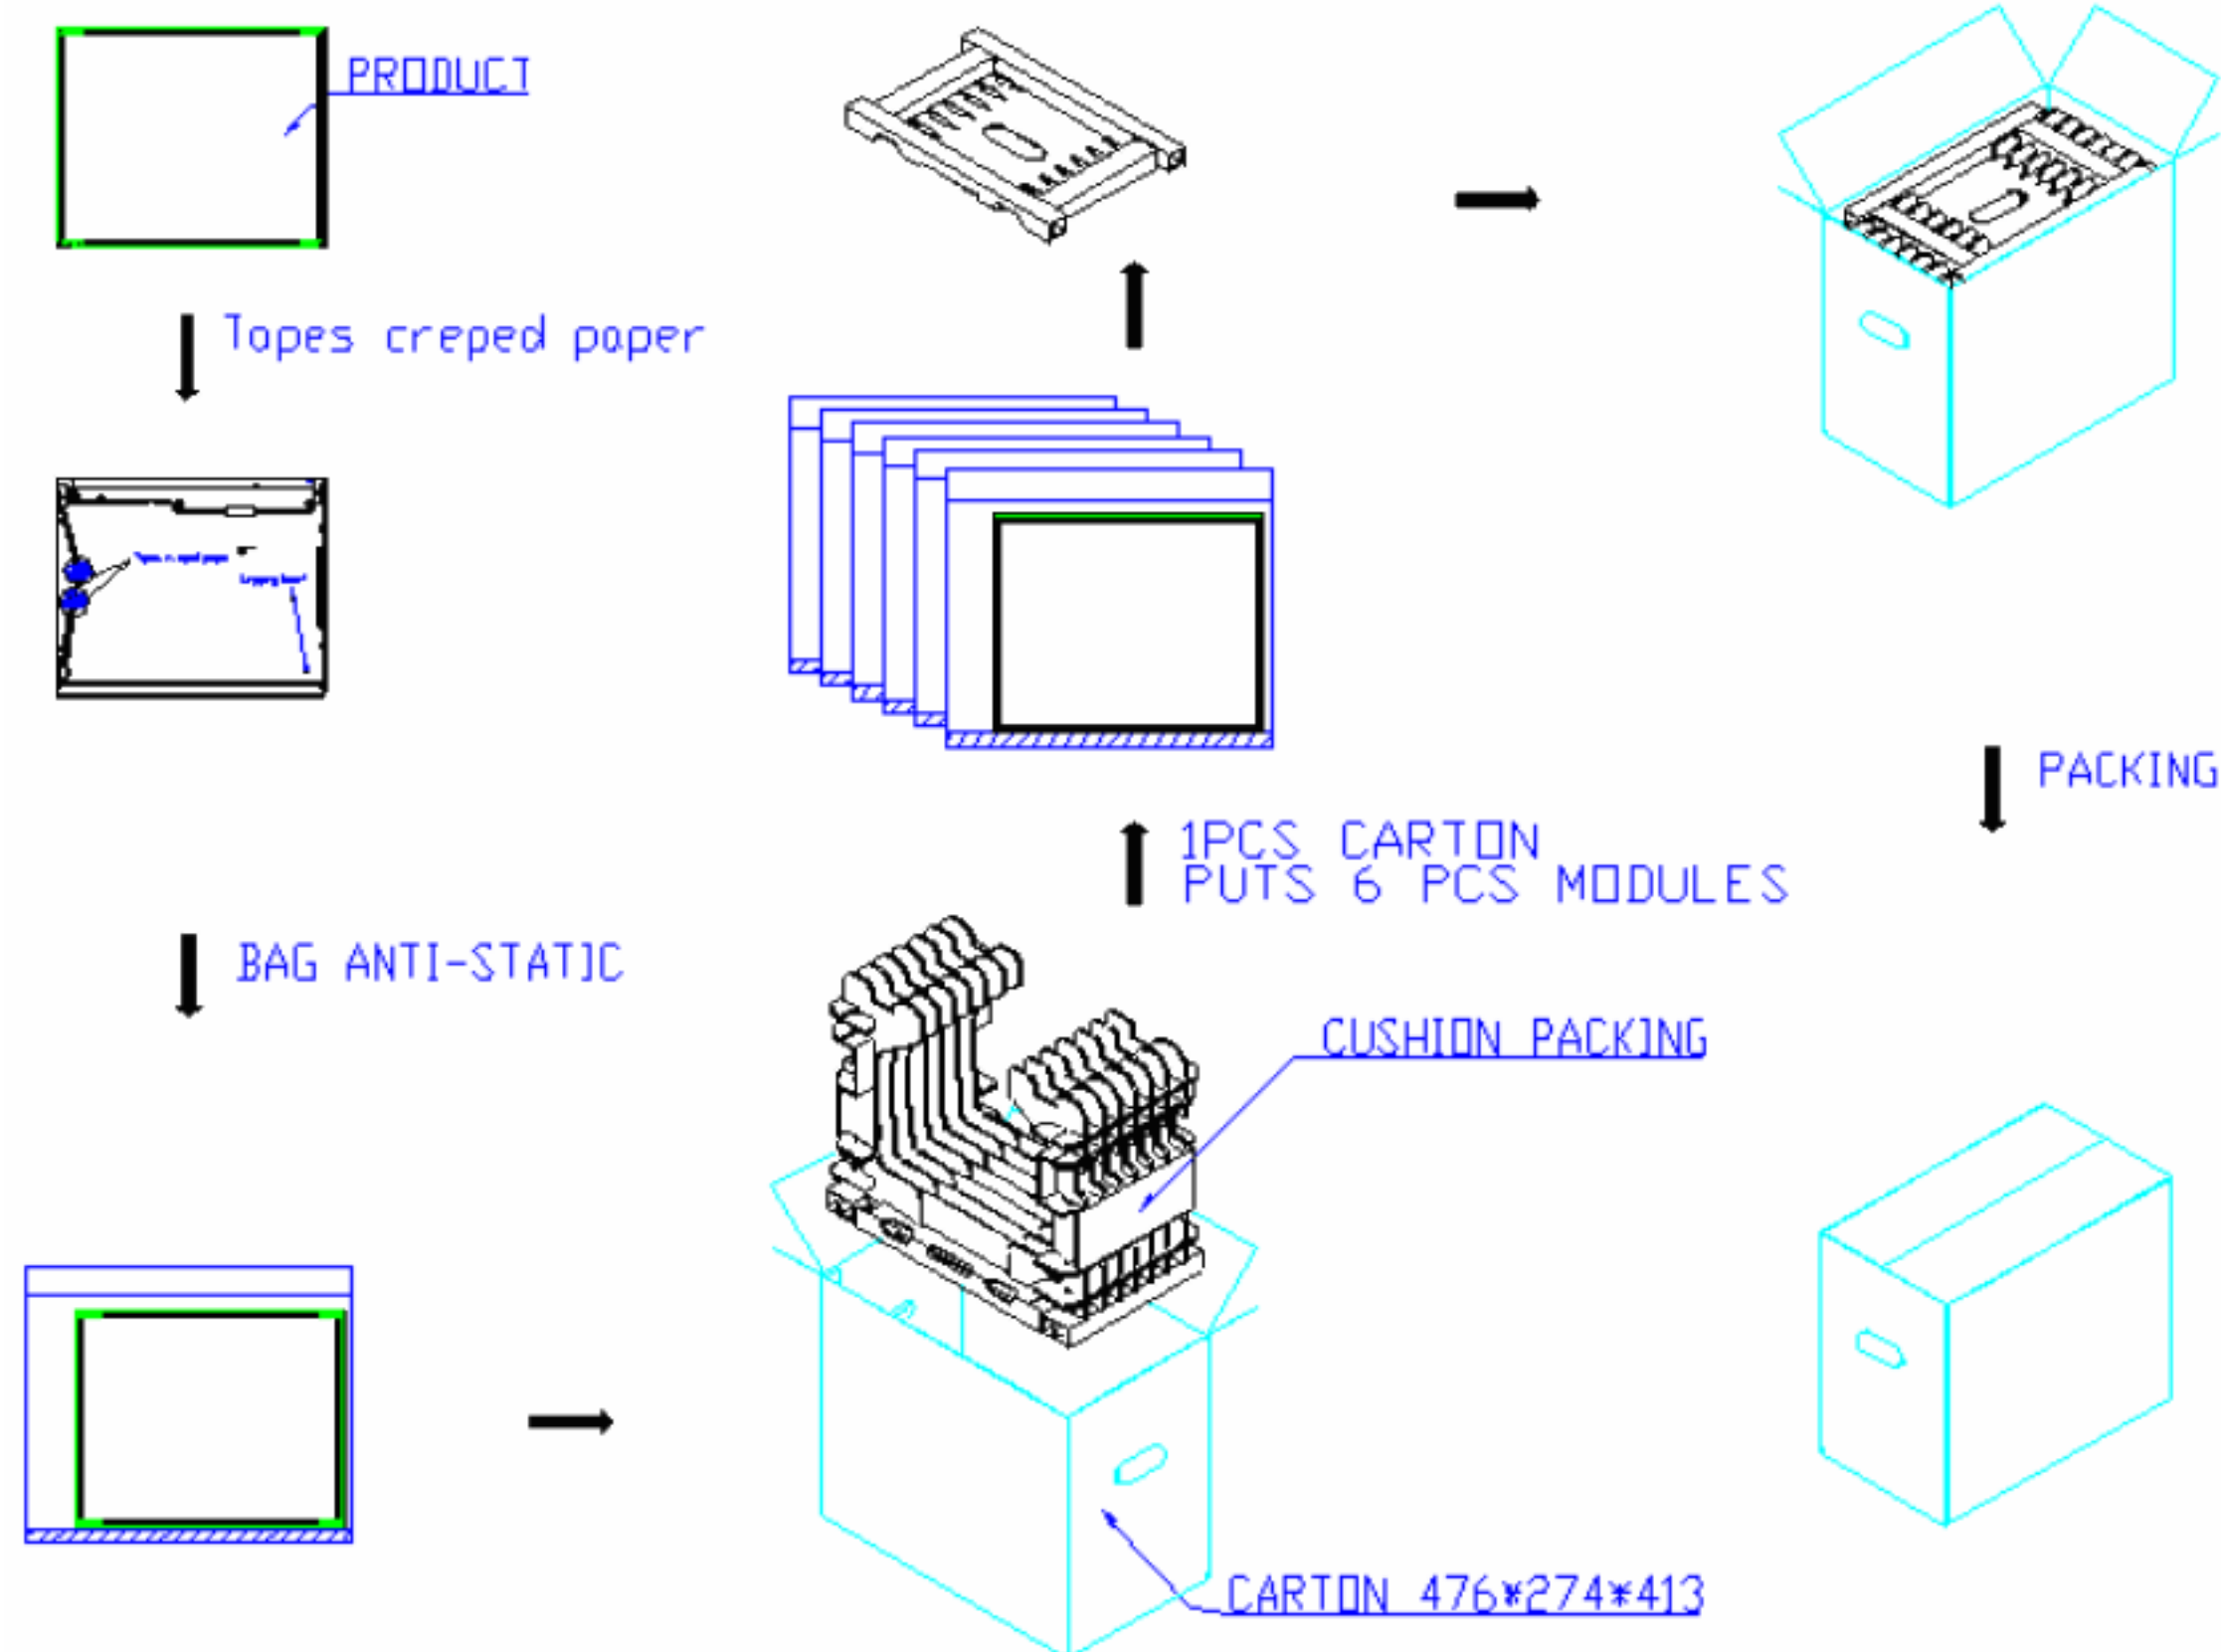 PRODUCT
Tapes creped paper
BAG ANTI-STATIC
1PCS CARTON
PUTS 6 PCS MODULES
CUSHION PACKING
CARTON 476*274*413
PACKING